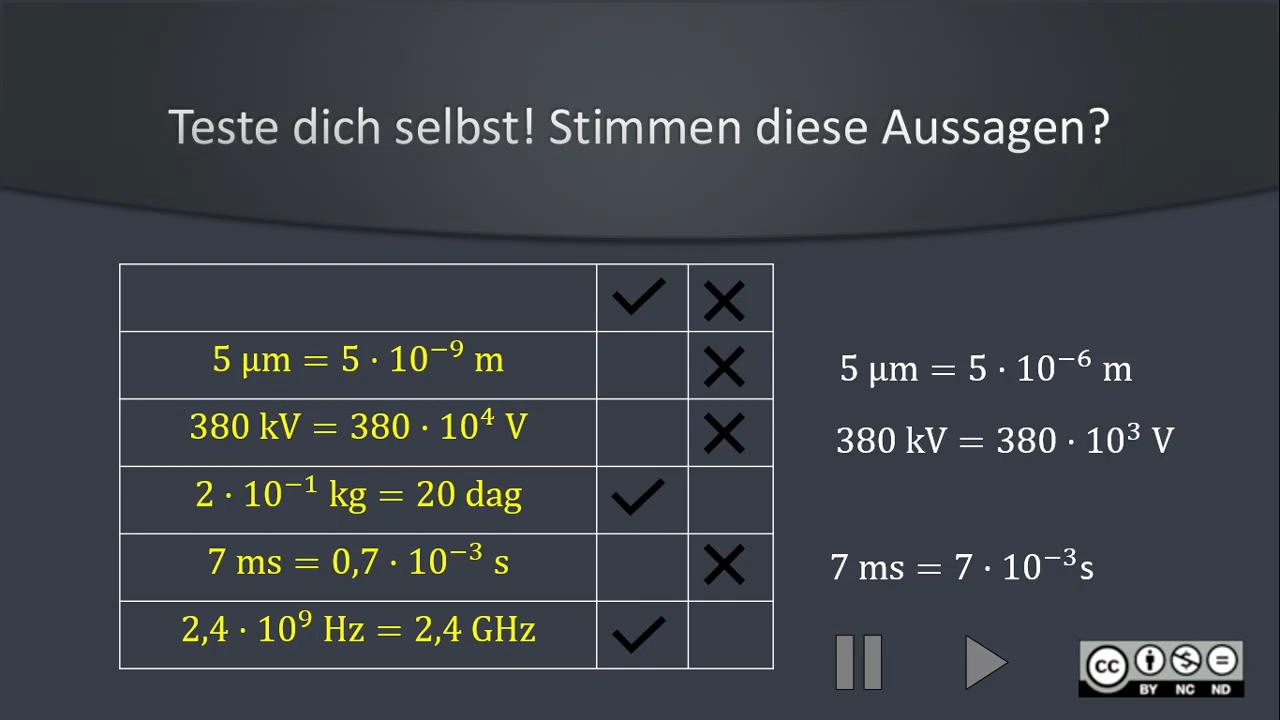 Teste dich selbst! Stimmen diese Aussagen?
✓ ✕
5 µm = 5 · 10⁻⁹ m ✕ 5 µm = 5 · 10⁻⁶ m
380 kV = 380 · 10⁴ V ✕ 380 kV = 380 · 10³ V
2 · 10⁻¹ kg = 20 dag ✓
7 ms = 0,7 · 10⁻³ s ✕ 7 ms = 7 · 10⁻³s
2,4 · 10⁹ Hz = 2,4 GHz ✓
cc
BY NC ND